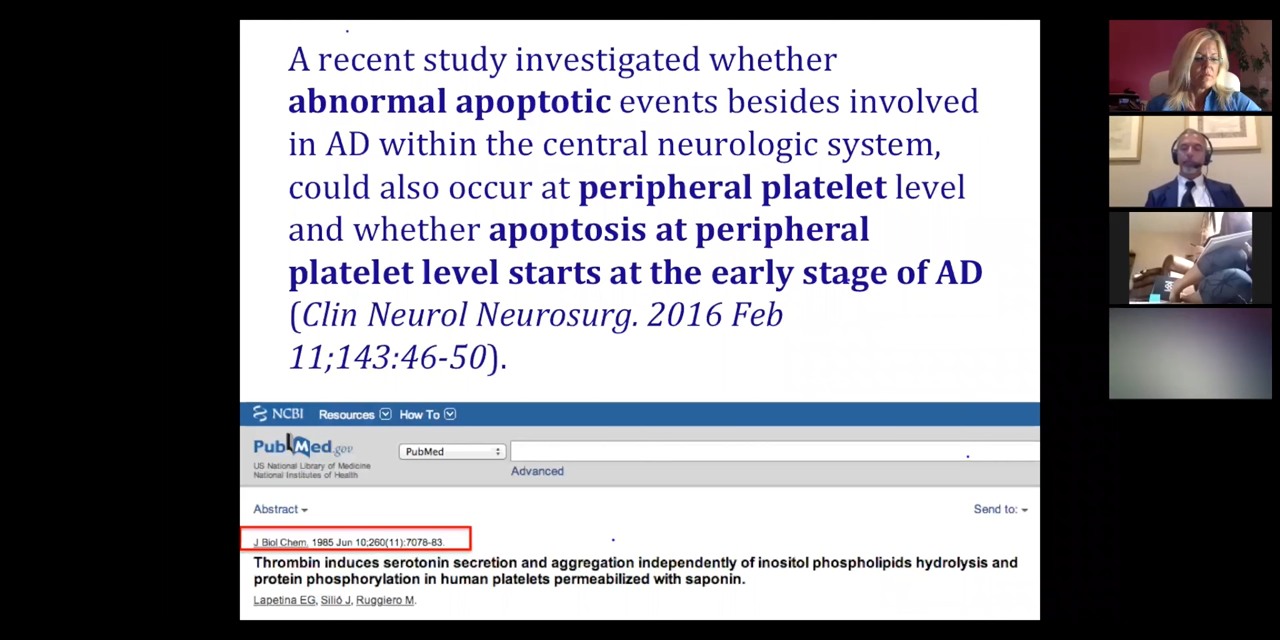 A recent study investigated whether
abnormal apoptotic events besides involved
in AD within the central neurologic system,
could also occur at peripheral platelet level
and whether apoptosis at peripheral
platelet level starts at the early stage of AD
(Clin Neurol Neurosurg. 2016 Feb
11;143:46-50).
NCBI Resources How To
PubMed.gov
US National Library of Medicine
National Institutes of Health
PubMed
Advanced
Abstract
Send to:
J Biol Chem. 1985 Jun 10;260(11):7078-83.
Thrombin induces serotonin secretion and aggregation independently of inositol phospholipids hydrolysis and
protein phosphorylation in human platelets permeabilized with saponin.
Lapetina EG, Silió J, Ruggiero M.